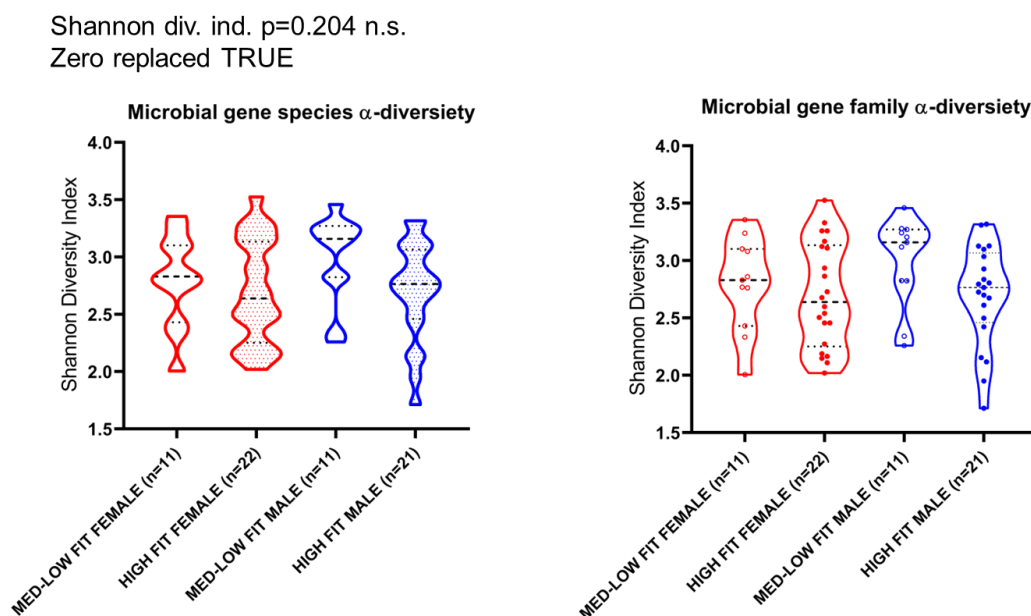 Shannon div. ind. p=0.204 n.s.
Zero replaced TRUE
Microbial gene species α-diversiety
Shannon Diversity Index
4.0
3.5
3.0
2.5
2.0
1.5
MED-LOW FIT FEMALE (n=11)
HIGH FIT FEMALE (n=22)
MED-LOW FIT MALE (n=11)
HIGH FIT MALE (n=21)
Microbial gene family α-diversiety
Shannon Diversity Index
4.0
3.5
3.0
2.5
2.0
1.5
MED-LOW FIT FEMALE (n=11)
HIGH FIT FEMALE (n=22)
MED-LOW FIT MALE (n=11)
HIGH FIT MALE (n=21)